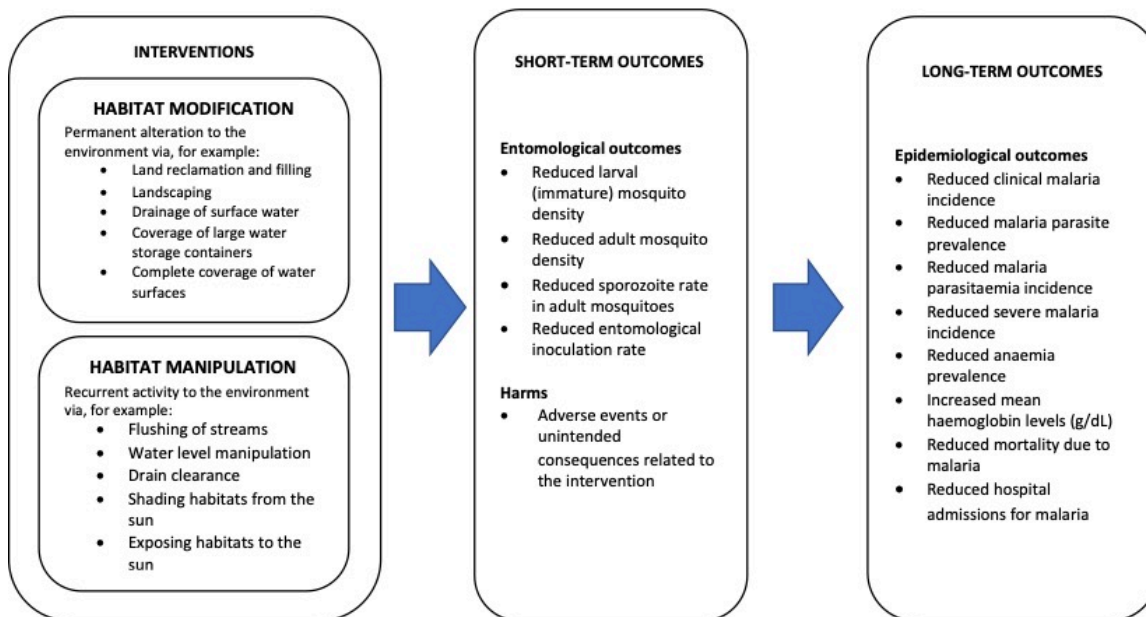 INTERVENTIONS
HABITAT MODIFICATION
Permanent alteration to the
environment via, for example:
• Land reclamation and filling
• Landscaping
• Drainage of surface water
• Coverage of large water
storage containers
• Complete coverage of water
surfaces
HABITAT MANIPULATION
Recurrent activity to the environment
via, for example:
• Flushing of streams
• Water level manipulation
• Drain clearance
• Shading habitats from the
sun
• Exposing habitats to the
sun
SHORT-TERM OUTCOMES
Entomological outcomes
• Reduced larval
(immature) mosquito
density
• Reduced adult mosquito
density
• Reduced sporozoite rate
in adult mosquitoes
• Reduced entomological
inoculation rate
Harms
• Adverse events or
unintended
consequences related to
the intervention
LONG-TERM OUTCOMES
Epidemiological outcomes
• Reduced clinical malaria
incidence
• Reduced malaria parasite
prevalence
• Reduced malaria
parasitaemia incidence
• Reduced severe malaria
incidence
• Reduced anaemia
prevalence
• Increased mean
haemoglobin levels (g/dL)
• Reduced mortality due to
malaria
• Reduced hospital
admissions for malaria